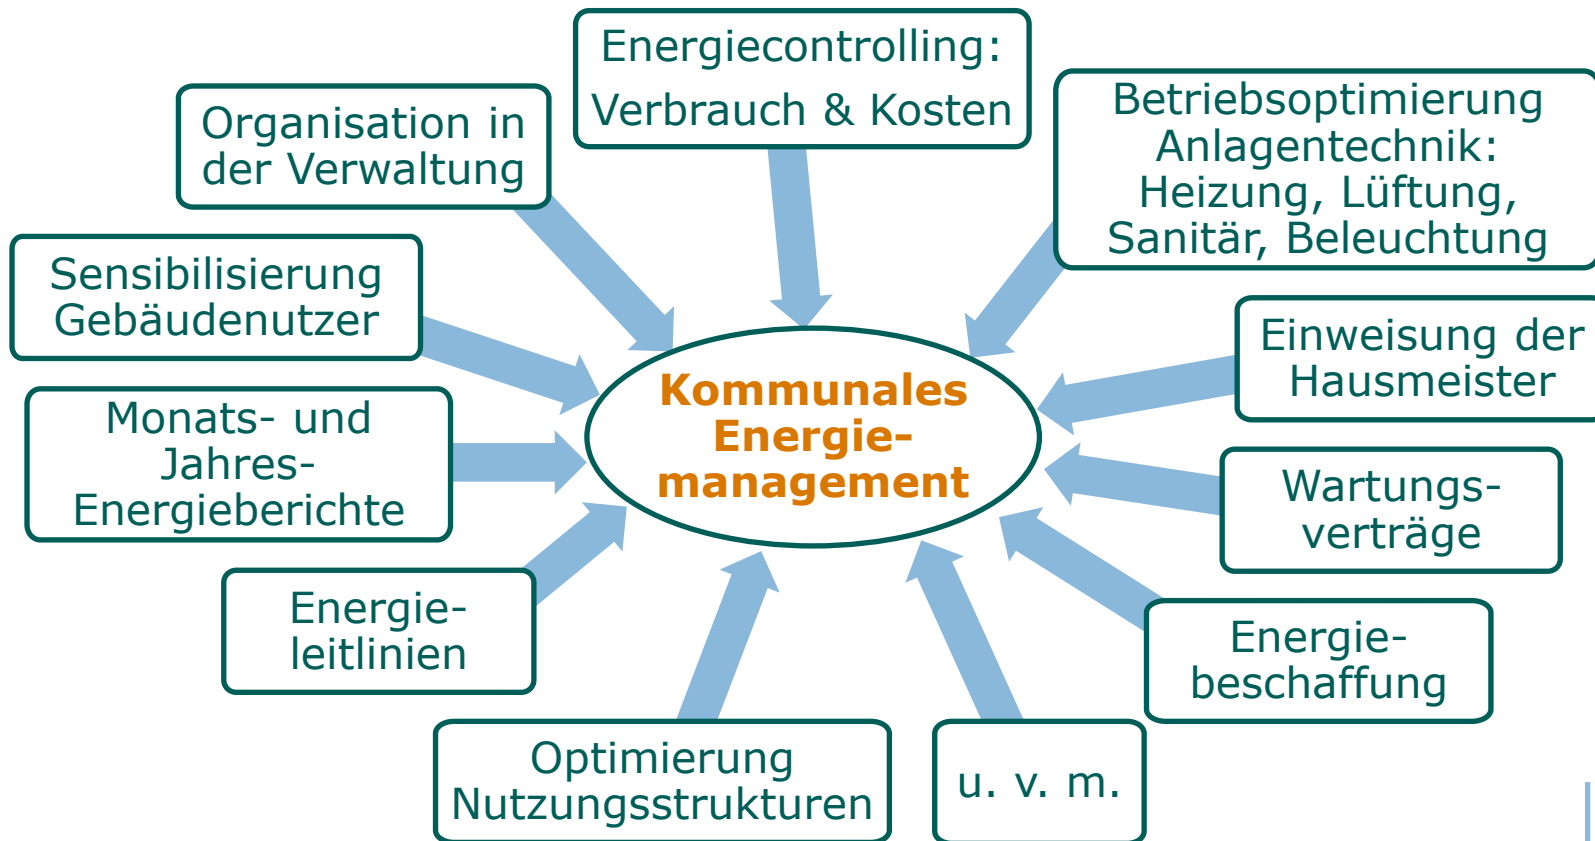 Energiecontrolling:
Verbrauch & Kosten
Organisation in
der Verwaltung
Betriebsoptimierung
Anlagentechnik:
Heizung, Lüftung,
Sanitär, Beleuchtung
Sensibilisierung
Gebäudenutzer
Einweisung der
Hausmeister
Kommunales
Energie-
management
Monats- und
Jahres-
Energieberichte
Wartungs-
verträge
Energie-
leitlinien
Energie-
beschaffung
Optimierung
Nutzungsstrukturen
u. v. m.